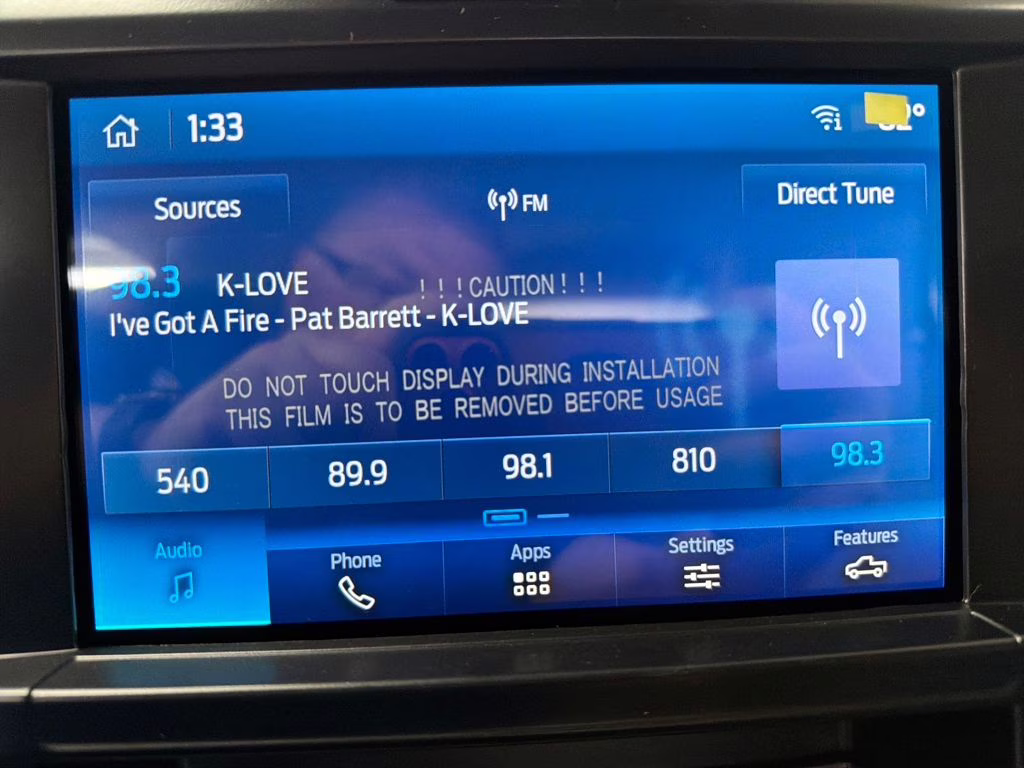 1:33
Sources
FM
Direct Tune
98.3 K-LOVE
! ! ! CAUTION ! ! !
I've Got A Fire - Pat Barrett - K-LOVE
DO NOT TOUCH DISPLAY DURING INSTALLATION
THIS FILM IS TO BE REMOVED BEFORE USAGE
540 89.9 98.1 810 98.3
Audio Phone Apps Settings Features